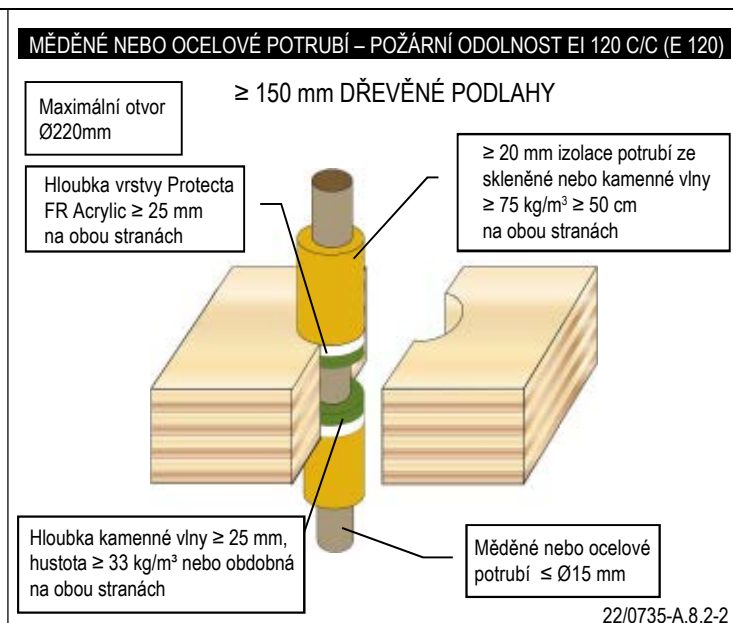 MĚDĚNÉ NEBO OCELOVÉ POTRUBÍ – POŽÁRNÍ ODOLNOST EI 120 C/C (E 120)
≥ 150 mm DŘEVĚNÉ PODLAHY
Maximální otvor
Ø220mm
Hloubka vrstvy Protecta
FR Acrylic ≥ 25 mm
na obou stranách
≥ 20 mm izolace potrubí ze
skleněné nebo kamenné vlny
≥ 75 kg/m³ ≥ 50 cm
na obou stranách
Hloubka kamenné vlny ≥ 25 mm,
hustota ≥ 33 kg/m³ nebo obdobná
na obou stranách
Měděné nebo ocelové
potrubí ≤ Ø15 mm
22/0735-A.8.2-2